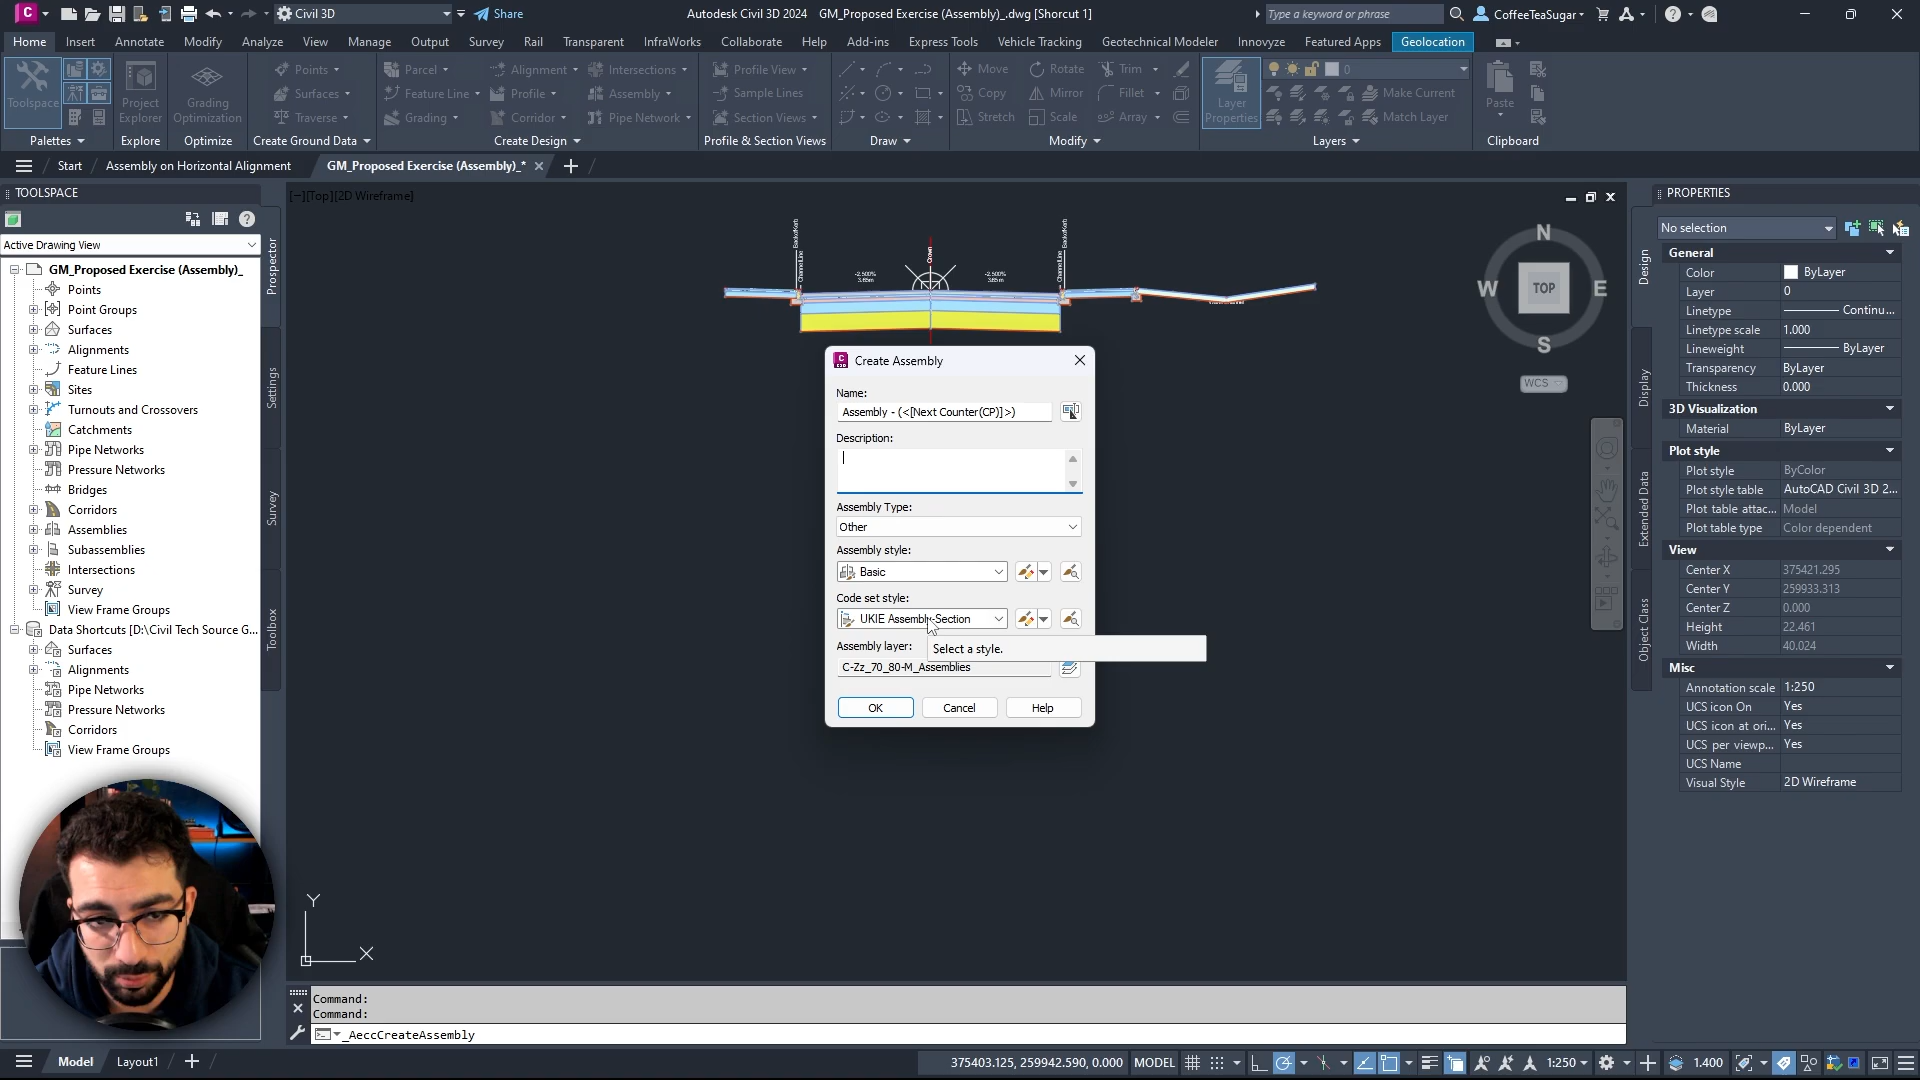 Civil 3D
Share
Autodesk Civil 3D 2024 GM_Proposed Exercise (Assembly)_.dwg [Shorcut 1]
Type a keyword or phrase
CoffeeTeaSugar
Home Insert Annotate Modify Analyze View Manage Output Survey Rail Transparent InfraWorks Collaborate Help Add-ins Express Tools Vehicle Tracking Geotechnical Modeler Innovyze Featured Apps Geolocation
Toolspace
Project Explorer
Grading Optimization
Points
Surfaces
Traverse
Parcel
Feature Line
Grading
Alignment
Profile
Corridor
Intersections
Assembly
Pipe Network
Profile View
Sample Lines
Section Views
Move
Copy
Stretch
Rotate
Mirror
Scale
Trim
Fillet
Array
Layer Properties
0
Make Current
Match Layer
Paste
Palettes Explore Optimize Create Ground Data Create Design Profile & Section Views Draw Modify Layers Clipboard
Start Assembly on Horizontal Alignment GM_Proposed Exercise (Assembly)_*
TOOLSPACE
Active Drawing View
GM_Proposed Exercise (Assembly)_
Points
Point Groups
Surfaces
Alignments
Feature Lines
Sites
Turnouts and Crossovers
Catchments
Pipe Networks
Pressure Networks
Bridges
Corridors
Assemblies
Subassemblies
Intersections
Survey
View Frame Groups
Data Shortcuts [D:\Civil Tech Source G...
Surfaces
Alignments
Pipe Networks
Pressure Networks
Corridors
View Frame Groups
Prospector
Settings
Survey
Toolbox
[−][Top][2D Wireframe]
-2.500%
3.65m
Crown
-2.500%
3.65m
N
W TOP E
S
WCS
Create Assembly
Name:
Assembly - (<[Next Counter(CP)]>)
Description:
Assembly Type:
Other
Assembly style:
Basic
Code set style:
UKIE Assembly-Section
Select a style.
Assembly layer:
C-Zz_70_80-M_Assemblies
OK Cancel Help
Y
X
Command:
Command:
_AeccCreateAssembly
Model Layout1
375403.125, 259942.590, 0.000 MODEL 1:250 1.400
PROPERTIES
No selection
Design
Display
Extended Data
Object Class
General
Color ByLayer
Layer 0
Linetype Continu...
Linetype scale 1.000
Lineweight ByLayer
Transparency ByLayer
Thickness 0.000
3D Visualization
Material ByLayer
Plot style
Plot style ByColor
Plot style table AutoCAD Civil 3D 2...
Plot table attac... Model
Plot table type Color dependent
View
Center X 375421.295
Center Y 259933.313
Center Z 0.000
Height 22.461
Width 40.024
Misc
Annotation scale 1:250
UCS icon On Yes
UCS icon at ori... Yes
UCS per viewp... Yes
UCS Name
Visual Style 2D Wireframe